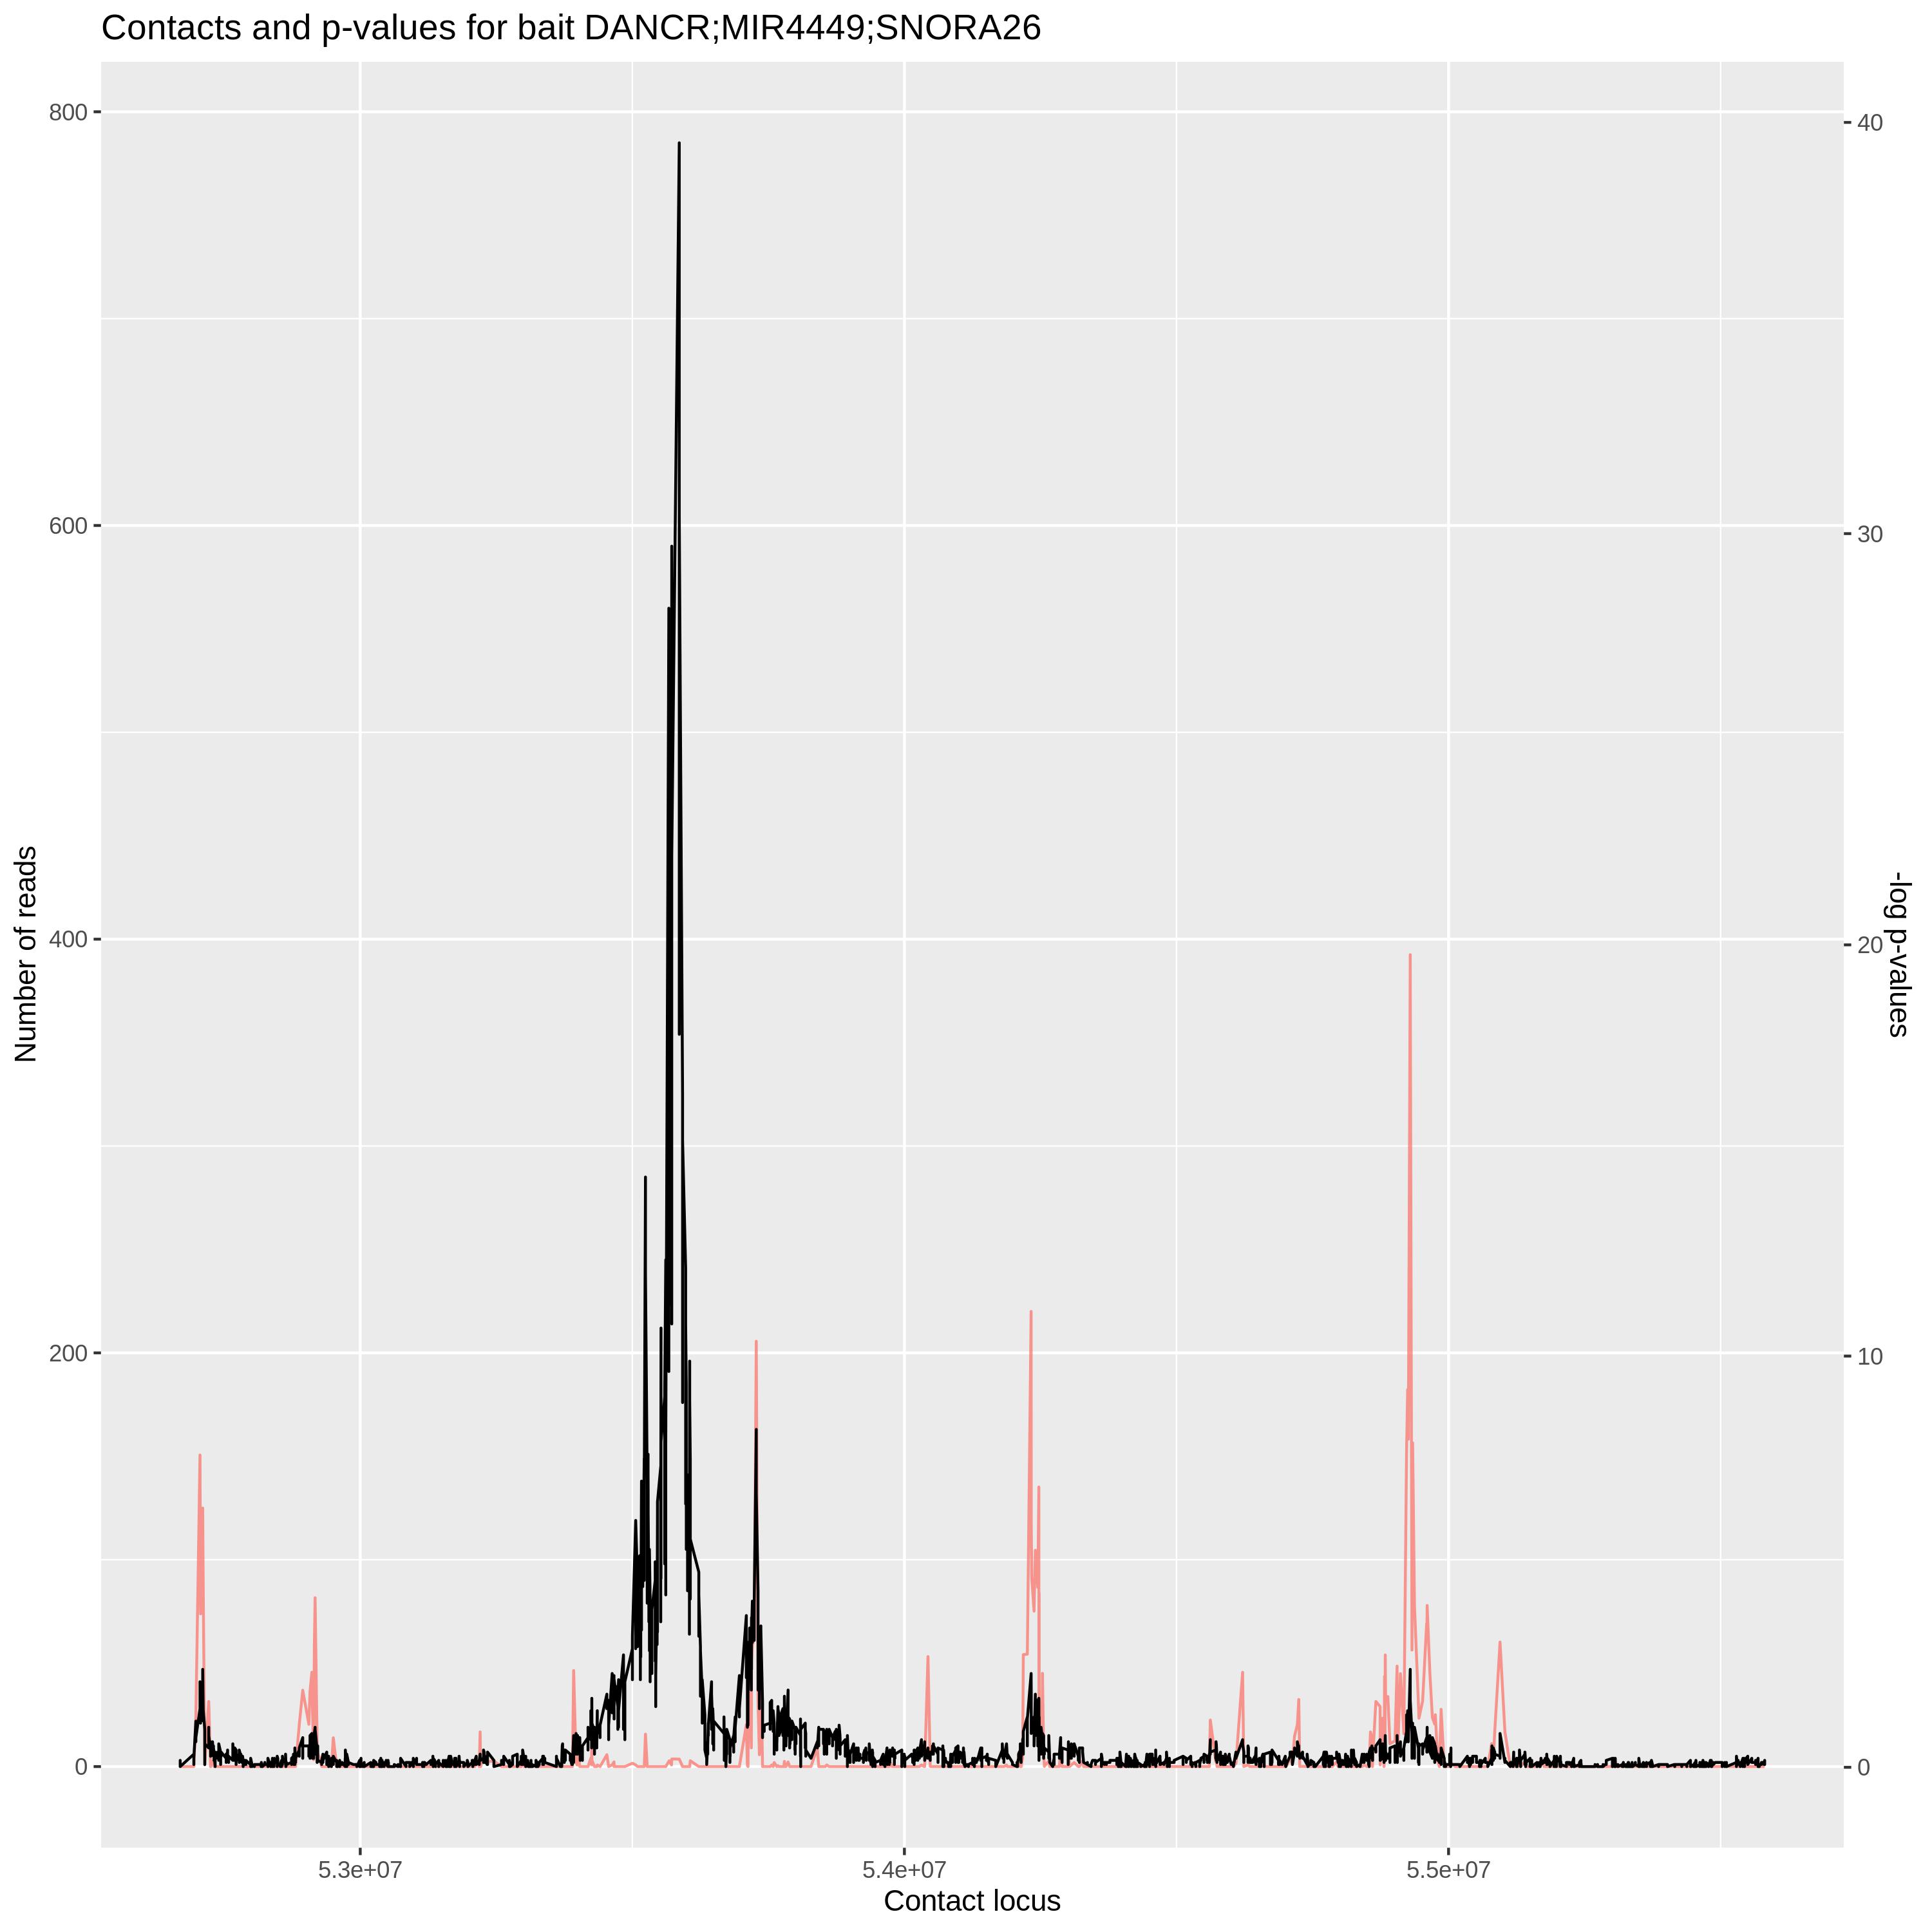 Contacts and p-values for bait DANCR;MIR4449;SNORA26
800
600
400
200
0
Number of reads
40
30
20
10
0
-log p-values
5.3e+07 5.4e+07 5.5e+07
Contact locus